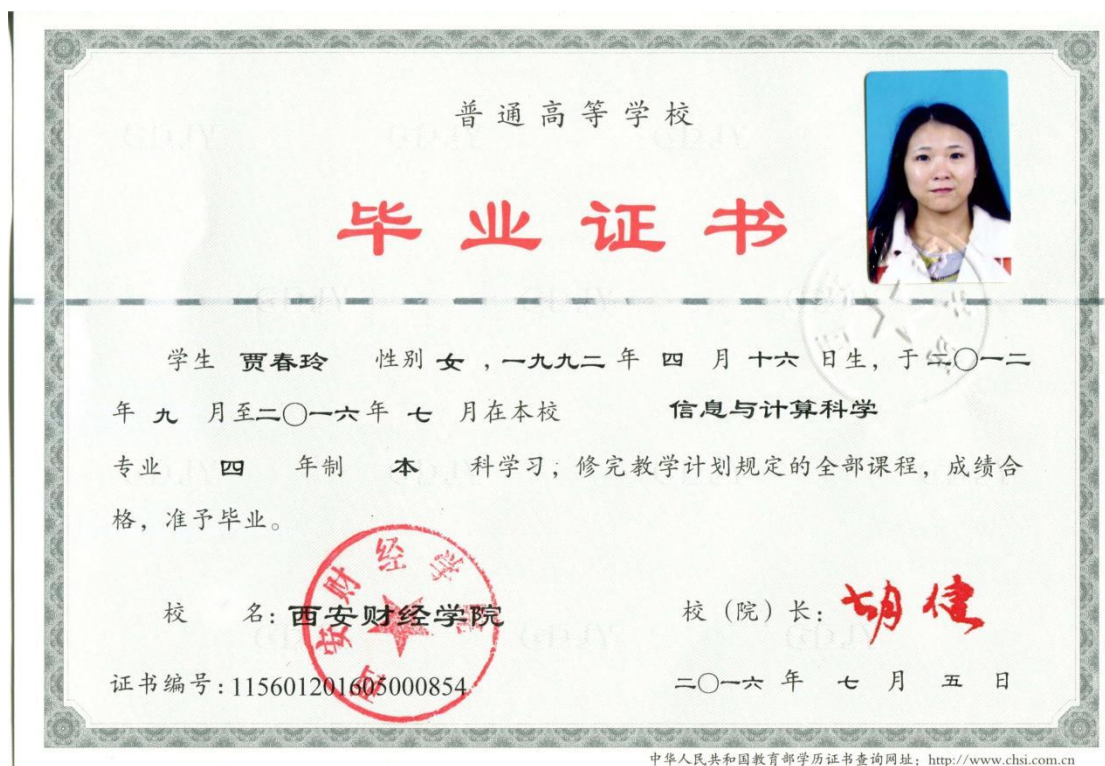 普通高等学校
毕业证书
学生 贾春玲 性别 女 ，一九九二 年 四 月 十六 日生，于 二〇一二
年 九 月至二〇一六年 七 月在本校 信息与计算科学
专业 四 年制 本 科学习，修完教学计划规定的全部课程，成绩合
格，准予毕业。
西安财经学院
校 名：西安财经学院 校（院）长：胡健
证书编号：115601201605000854 二〇一六 年 七 月 五 日
中华人民共和国教育部学历证书查询网址：http://www.chsi.com.cn